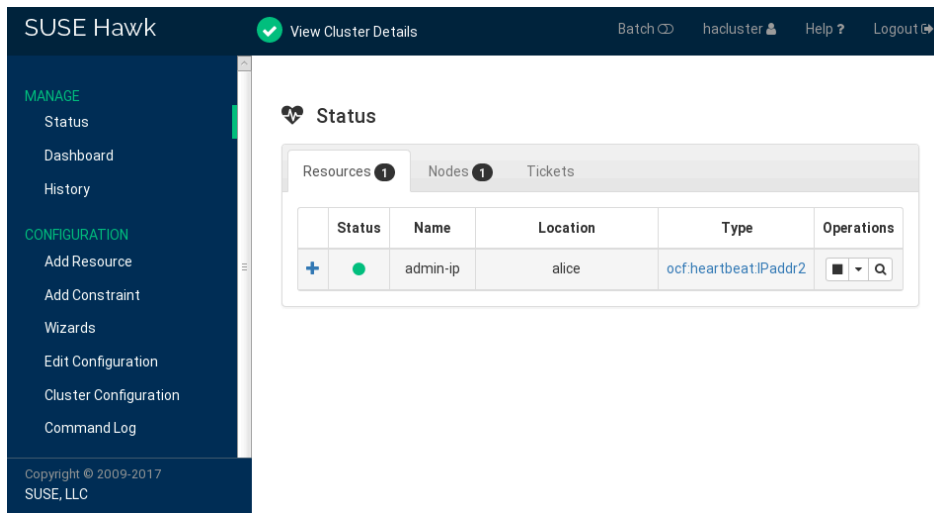 SUSE Hawk
View Cluster Details
Batch hacluster Help ? Logout
MANAGE
Status
Dashboard
History
CONFIGURATION
Add Resource
Add Constraint
Wizards
Edit Configuration
Cluster Configuration
Command Log
Copyright © 2009-2017
SUSE, LLC
Status
Resources 1 Nodes 1 Tickets
Status Name Location Type Operations
admin-ip alice ocf:heartbeat:IPaddr2